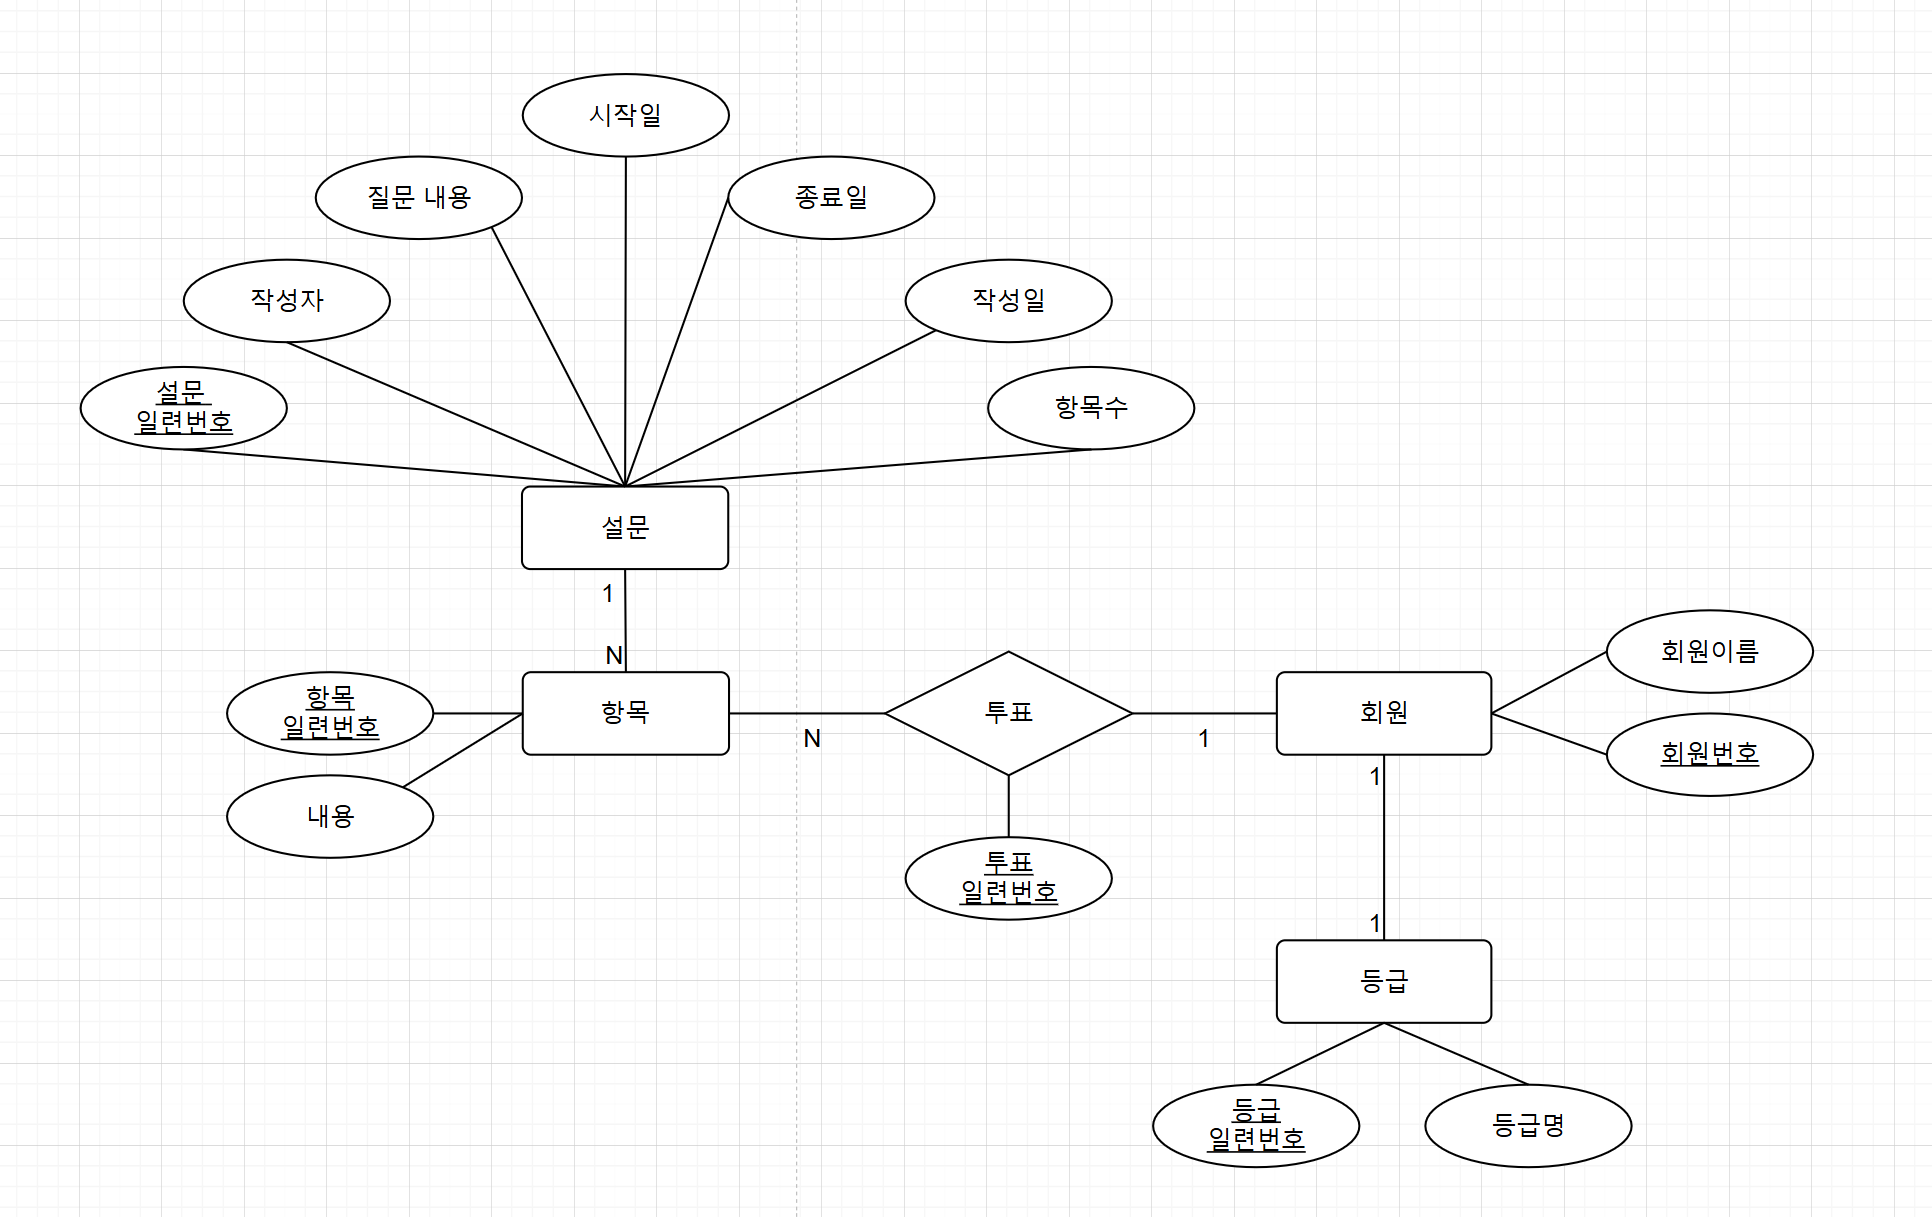 시작일
질문 내용
종료일
작성자
작성일
설문
일련번호
항목수
설문
1
N
항목
일련번호
항목
투표
회원
회원이름
N
1
회원번호
1
내용
투표
일련번호
1
등급
등급
일련번호
등급명